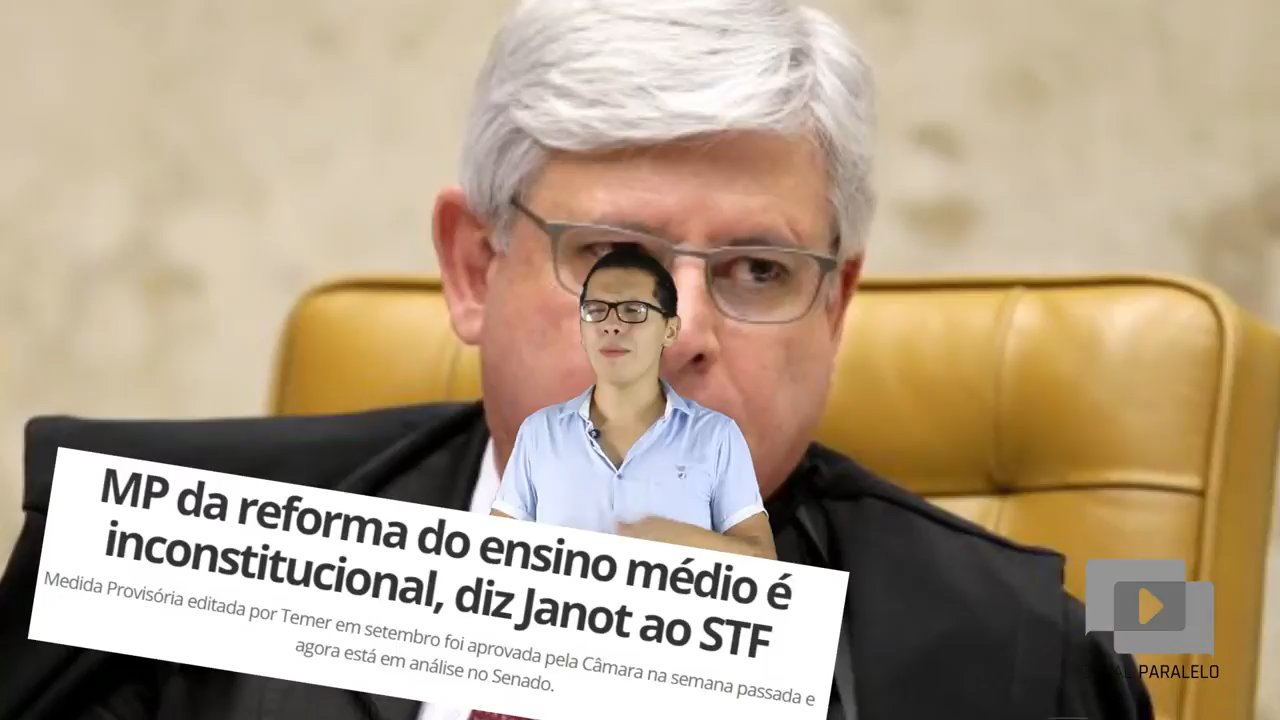 MP da reforma do ensino médio é
inconstitucional, diz Janot ao STF
Medida Provisória editada por Temer em setembro foi aprovada pela Câmara na semana passada e
agora está em análise no Senado.
PARALELO